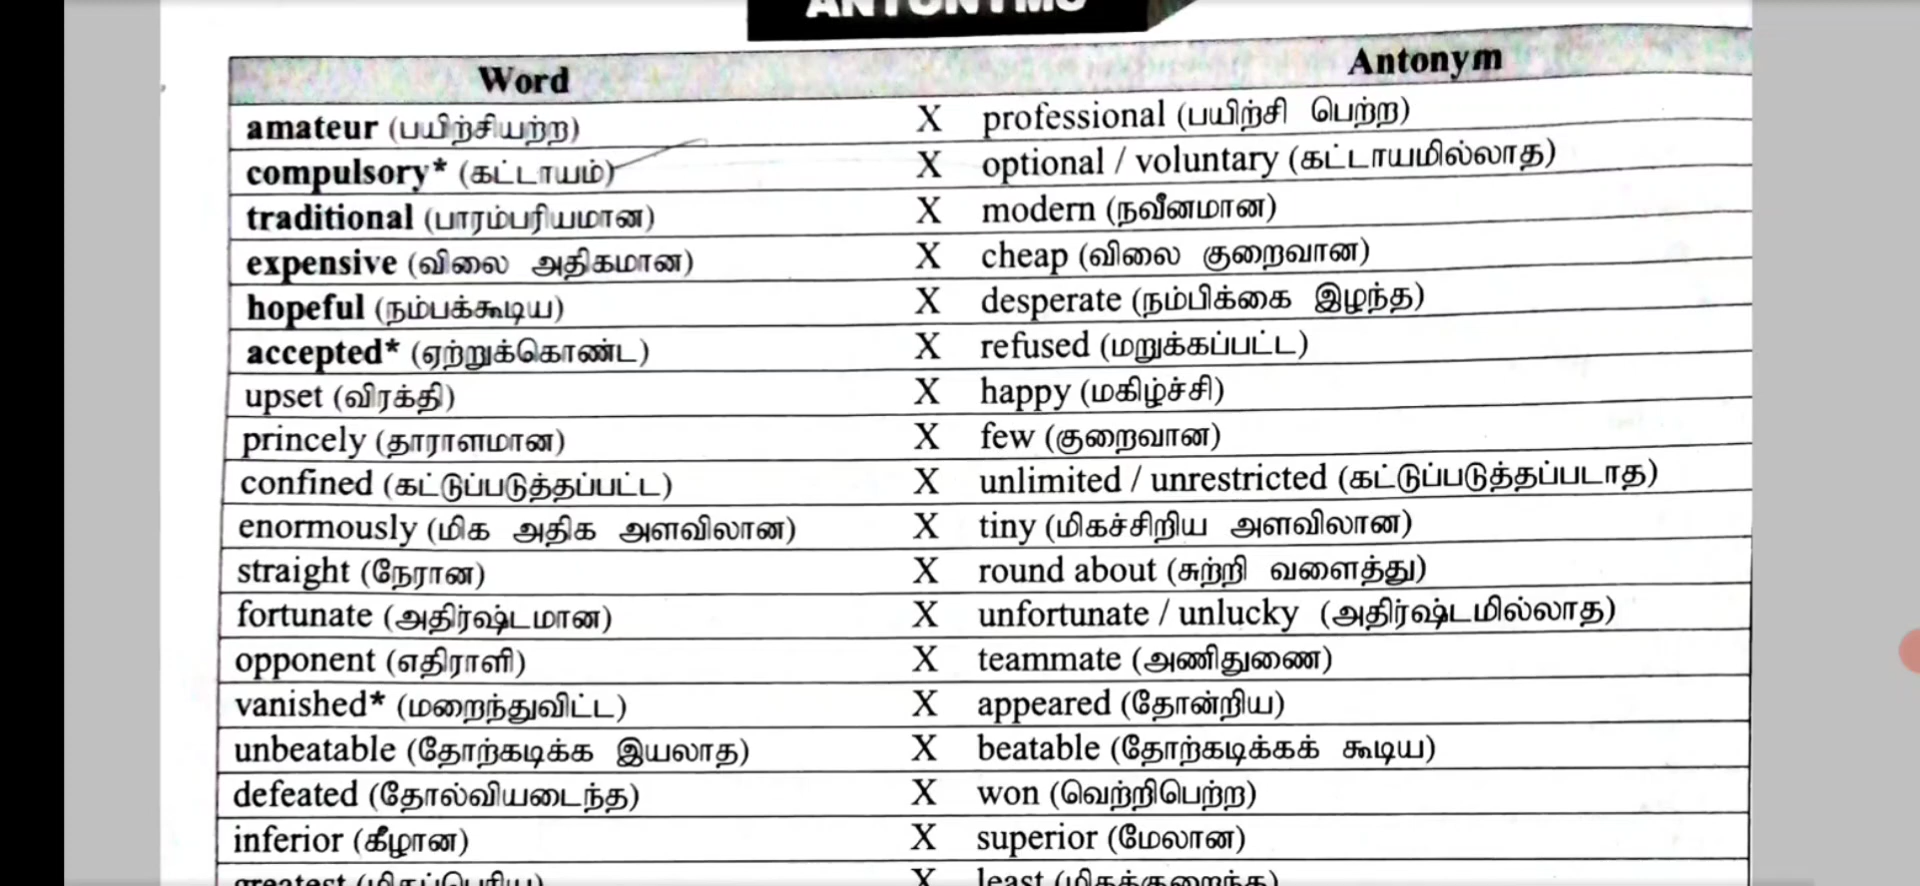 ANTONYMS
Word Antonym
amateur (பயிற்சியற்ற) X professional (பயிற்சி பெற்ற)
compulsory* (கட்டாயம்) X optional / voluntary (கட்டாயமில்லாத)
traditional (பாரம்பரியமான) X modern (நவீனமான)
expensive (விலை அதிகமான) X cheap (விலை குறைவான)
hopeful (நம்பக்கூடிய) X desperate (நம்பிக்கை இழந்த)
accepted* (ஏற்றுக்கொண்ட) X refused (மறுக்கப்பட்ட)
upset (விரக்தி) X happy (மகிழ்ச்சி)
princely (தாராளமான) X few (குறைவான)
confined (கட்டுப்படுத்தப்பட்ட) X unlimited / unrestricted (கட்டுப்படுத்தப்படாத)
enormously (மிக அதிக அளவிலான) X tiny (மிகச்சிறிய அளவிலான)
straight (நேரான) X round about (சுற்றி வளைத்து)
fortunate (அதிர்ஷ்டமான) X unfortunate / unlucky (அதிர்ஷ்டமில்லாத)
opponent (எதிராளி) X teammate (அணிதுணை)
vanished* (மறைந்துவிட்ட) X appeared (தோன்றிய)
unbeatable (தோற்கடிக்க இயலாத) X beatable (தோற்கடிக்கக் கூடிய)
defeated (தோல்வியடைந்த) X won (வெற்றிபெற்ற)
inferior (கீழான) X superior (மேலான)
greatest (மிகப்பெரிய) X least (மிகக்குறைந்த)